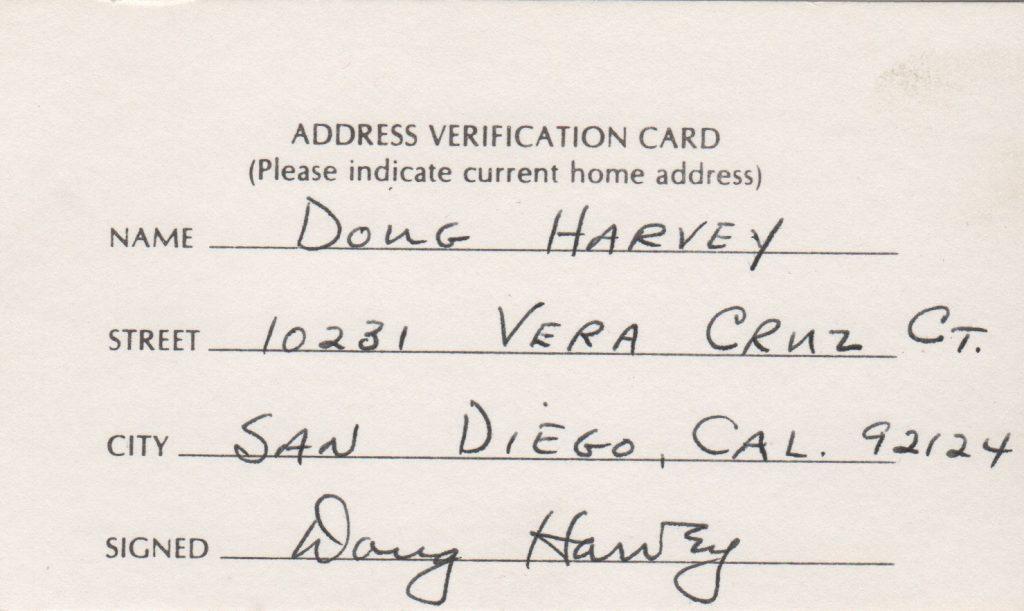 ADDRESS VERIFICATION CARD
(Please indicate current home address)
NAME DOUG HARVEY
STREET 10231 VERA CRUZ CT.
CITY SAN DIEGO, CAL. 92124
SIGNED Doug Harvey